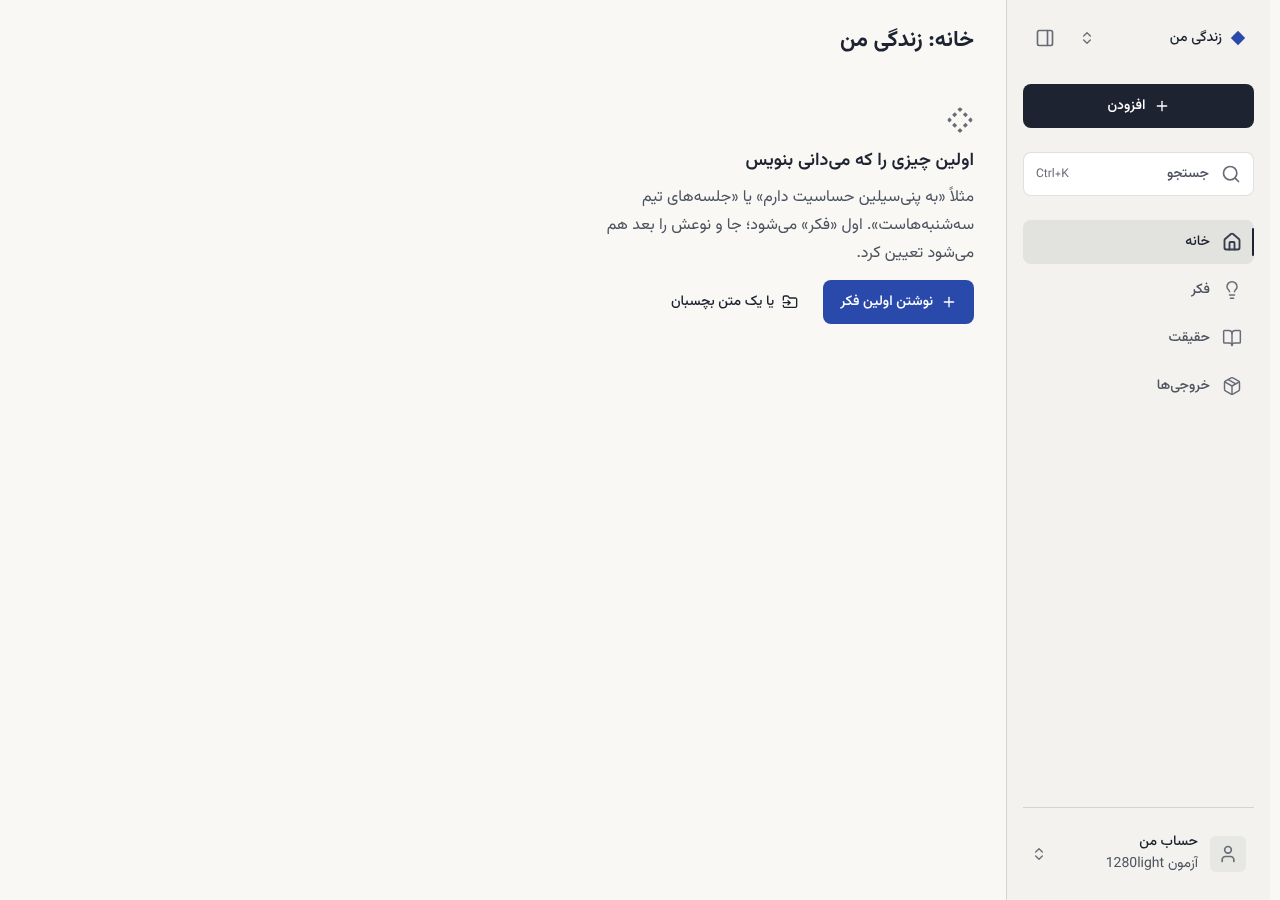 زندگی من
افزودن
جستجو
Ctrl+K
خانه
فکر
حقیقت
خروجی‌ها
حساب من
آزمون 1280light
خانه: زندگی من
اولین چیزی را که می‌دانی بنویس
مثلاً «به پنی‌سیلین حساسیت دارم» یا «جلسه‌های تیم
سه‌شنبه‌هاست». اول «فکر» می‌شود؛ جا و نوعش را بعد هم
می‌شود تعیین کرد.
نوشتن اولین فکر
یا یک متن بچسبان